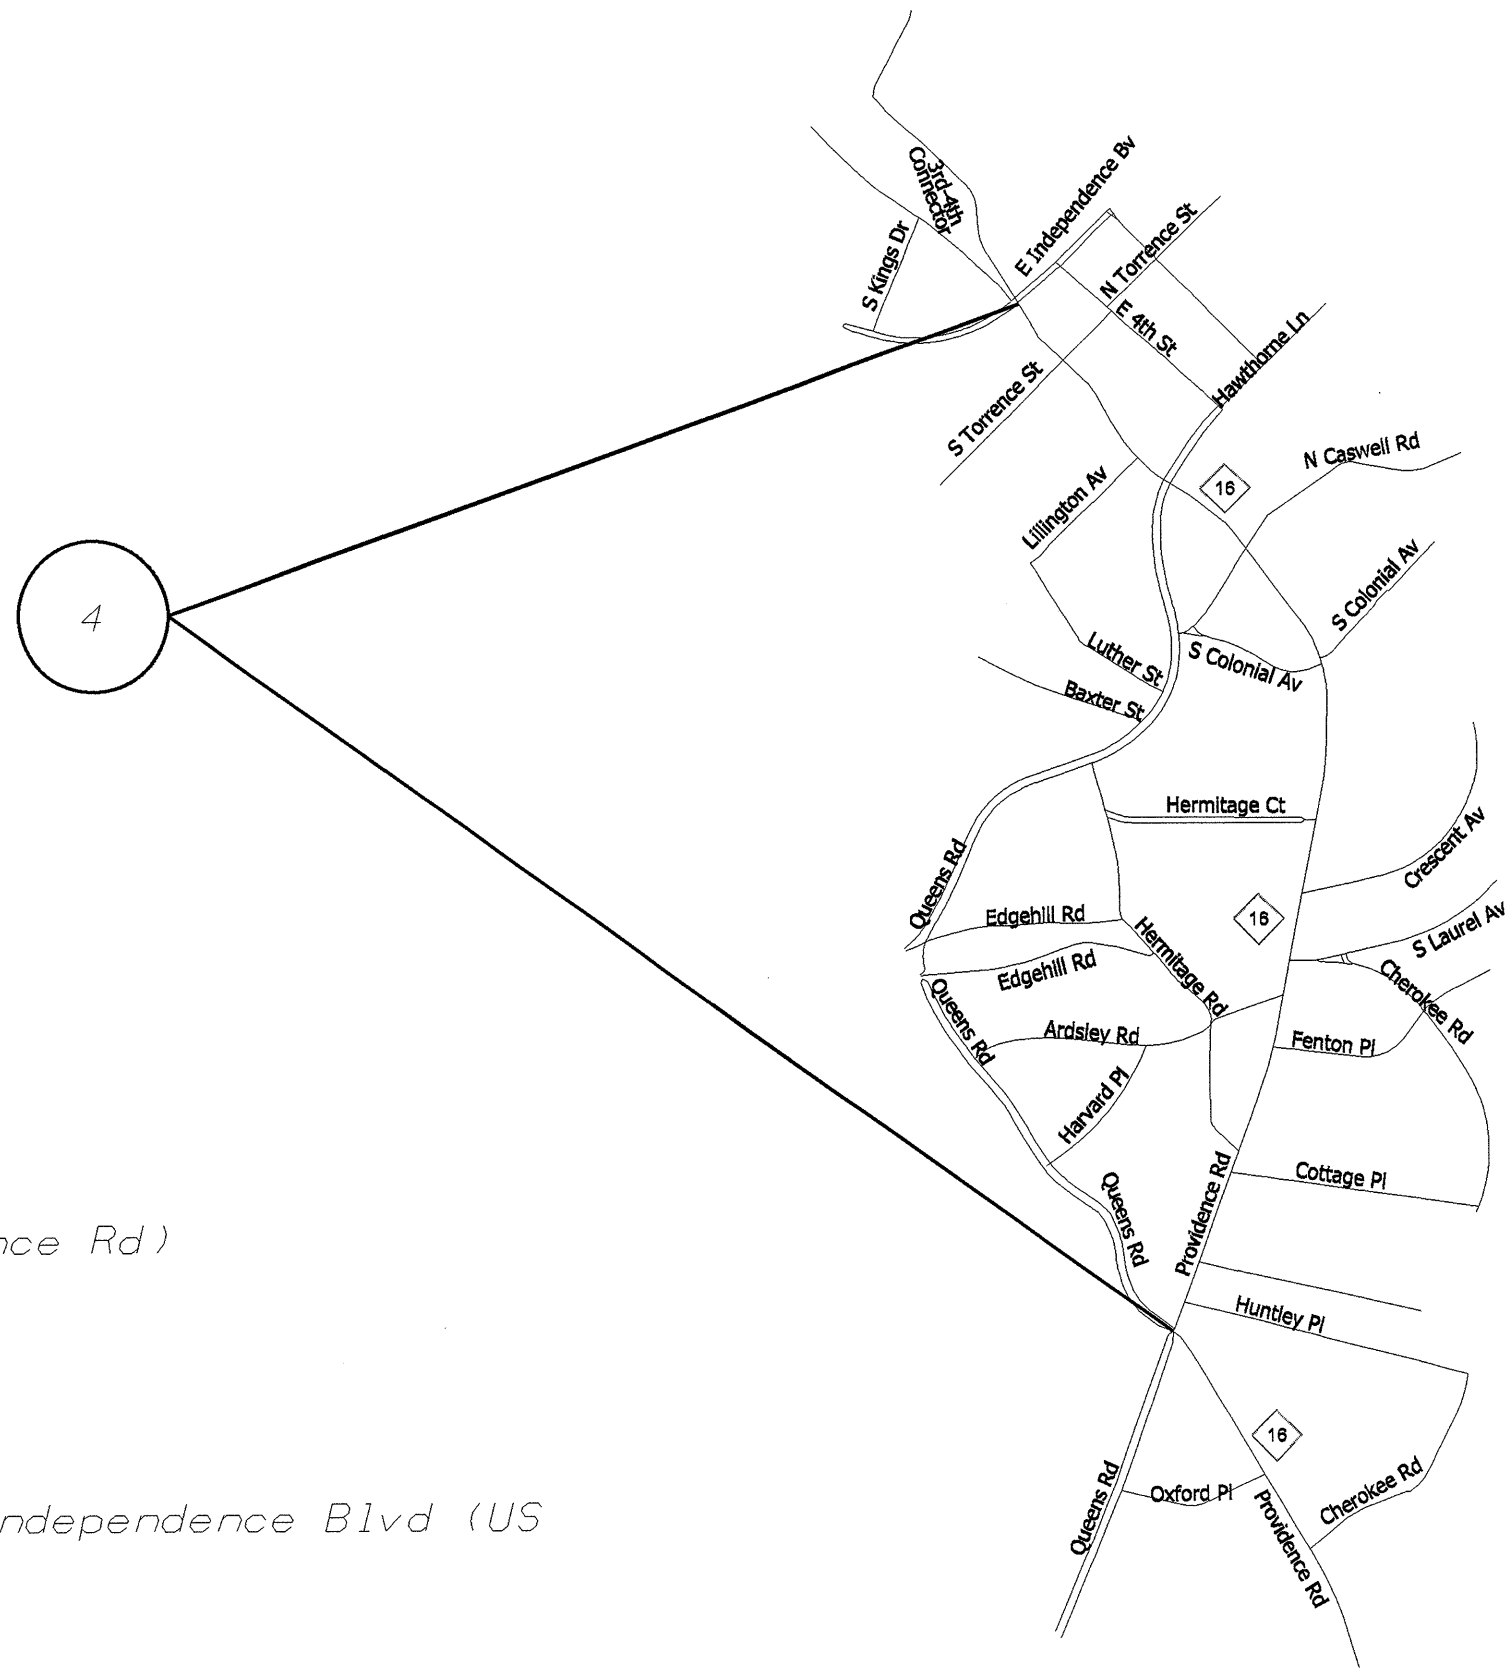 3rd-4th
Connector
E Independence Bv
S Kings Dr
N Torrence St
E 4th St
Hawthorne Ln
S Torrence St
N Caswell Rd
16
Lillington Av
S Colonial Av
4
Luther St
S Colonial Av
Baxter St
Hermitage Ct
Crescent Av
Queens Rd
Edgehill Rd
16
S Laurel Av
Hermitage Rd
Edgehill Rd
Cherokee Rd
Queens Rd
Ardsley Rd
Fenton Pl
Harvard Pl
Cottage Pl
Queens Rd
Providence Rd
nce Rd)
Huntley Pl
16
Queens Rd
Oxford Pl
Cherokee Rd
Providence Rd
ndependence Blvd (US